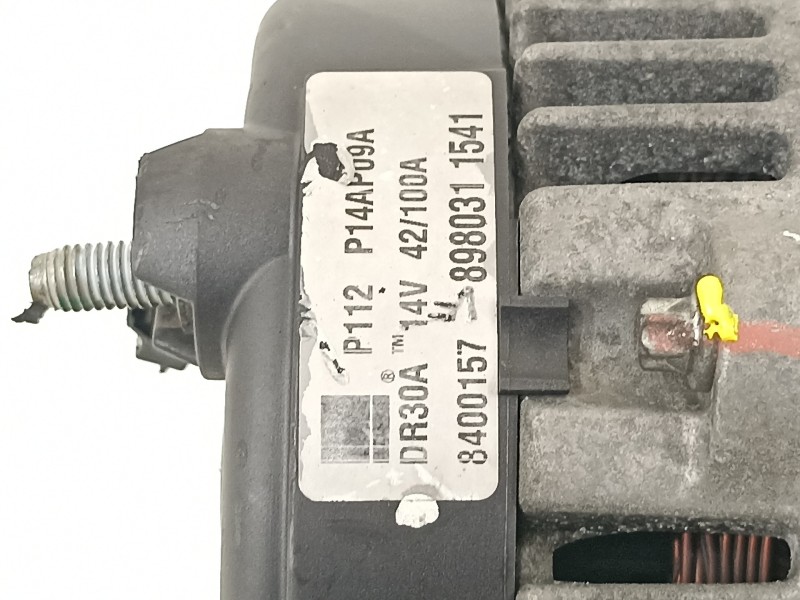 P112 P14AP09A
® DR30A ™ 14V 42/100A
8400157 898031 1541